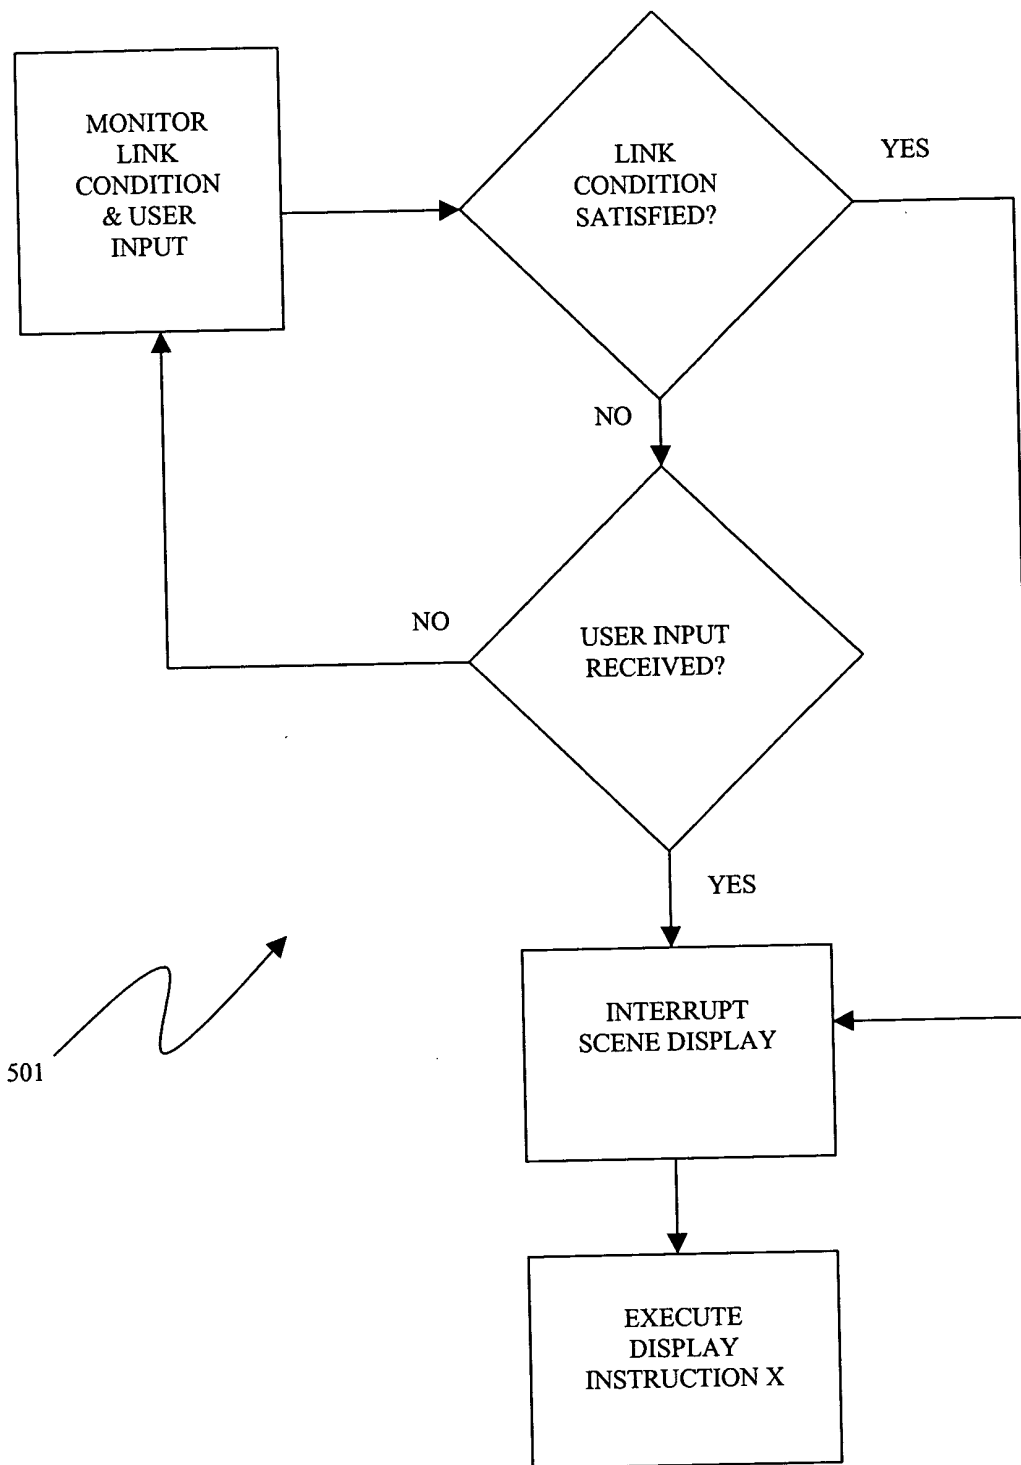 MONITOR
LINK
CONDITION
& USER
INPUT
LINK
CONDITION
SATISFIED?
YES
NO
USER INPUT
RECEIVED?
NO
YES
INTERRUPT
SCENE DISPLAY
501
EXECUTE
DISPLAY
INSTRUCTION X